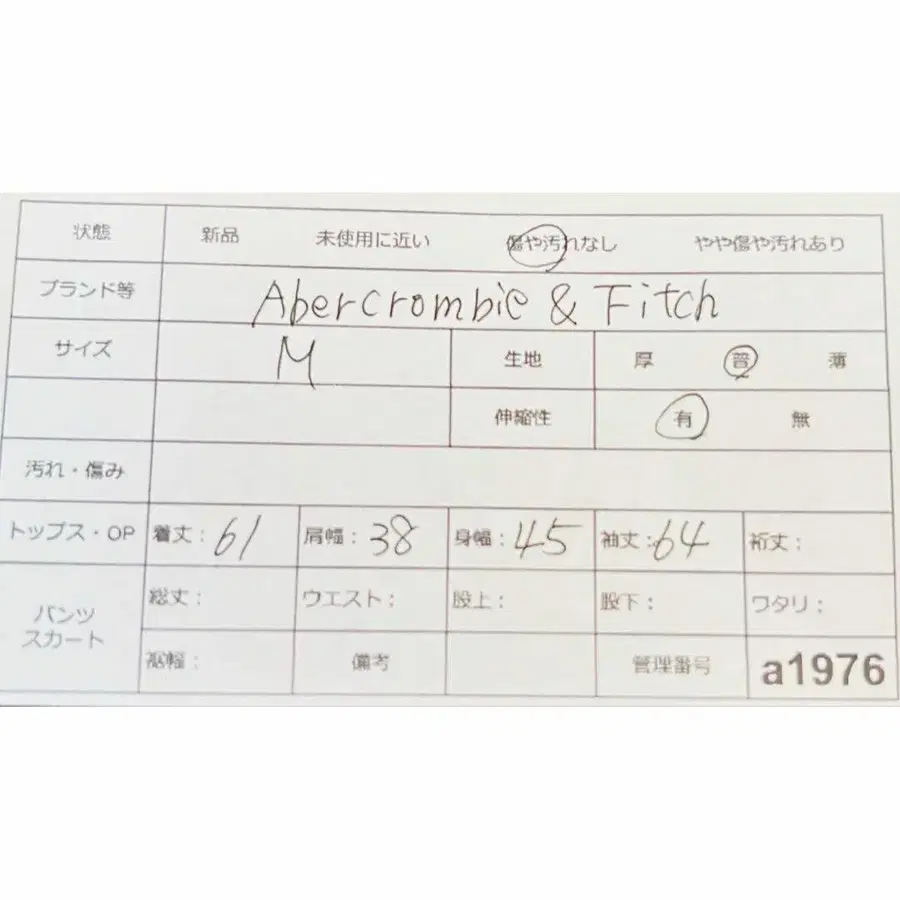 状態 新品 未使用に近い 傷や汚れなし やや傷や汚れあり
ブランド等 Abercrombie & Fitch
サイズ M 生地 厚 普 薄
伸縮性 有 無
汚れ・傷み
トップス・OP 着丈：61 肩幅：38 身幅：45 袖丈：64 裄丈：
パンツ
スカート
総丈： ウエスト： 股上： 股下： ワタリ：
裾幅： 備考 管理番号 a1976